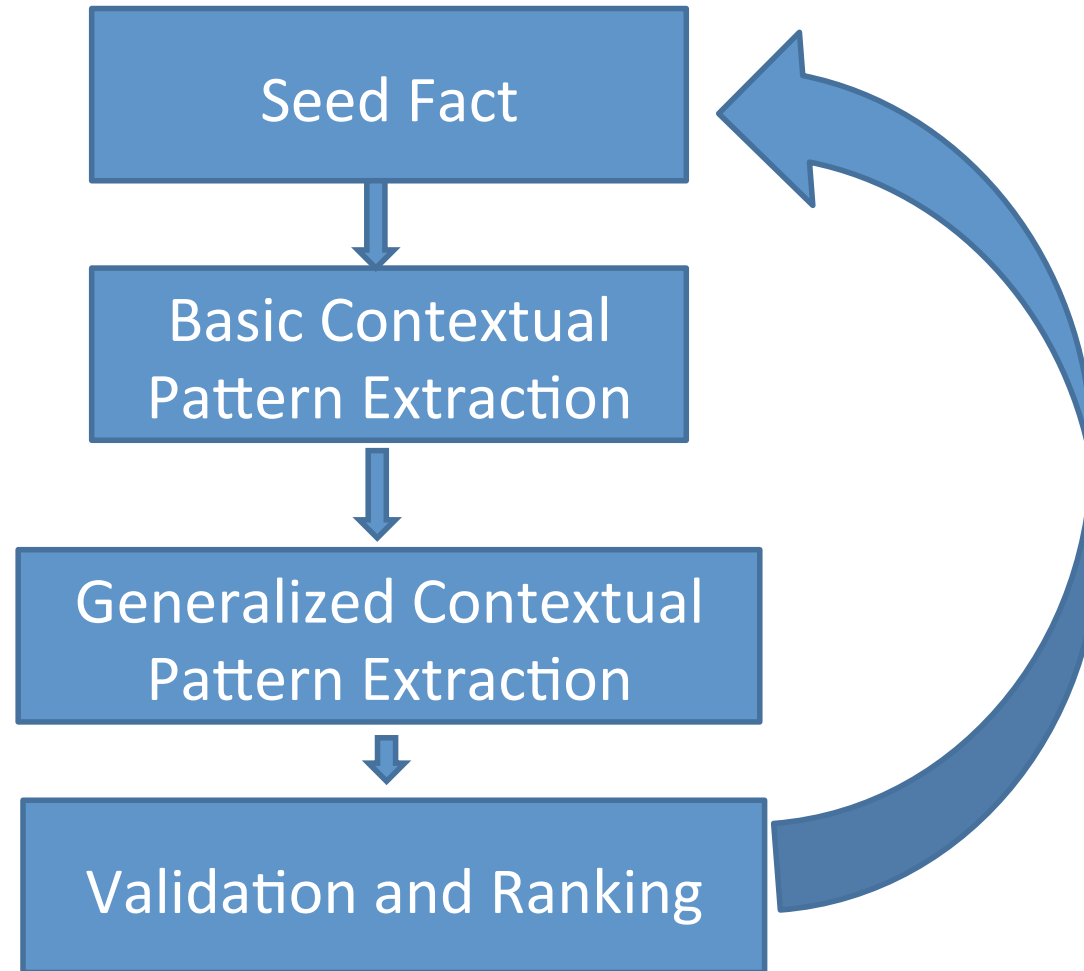 Seed Fact
Basic Contextual
Pattern Extraction
Generalized Contextual
Pattern Extraction
Validation and Ranking